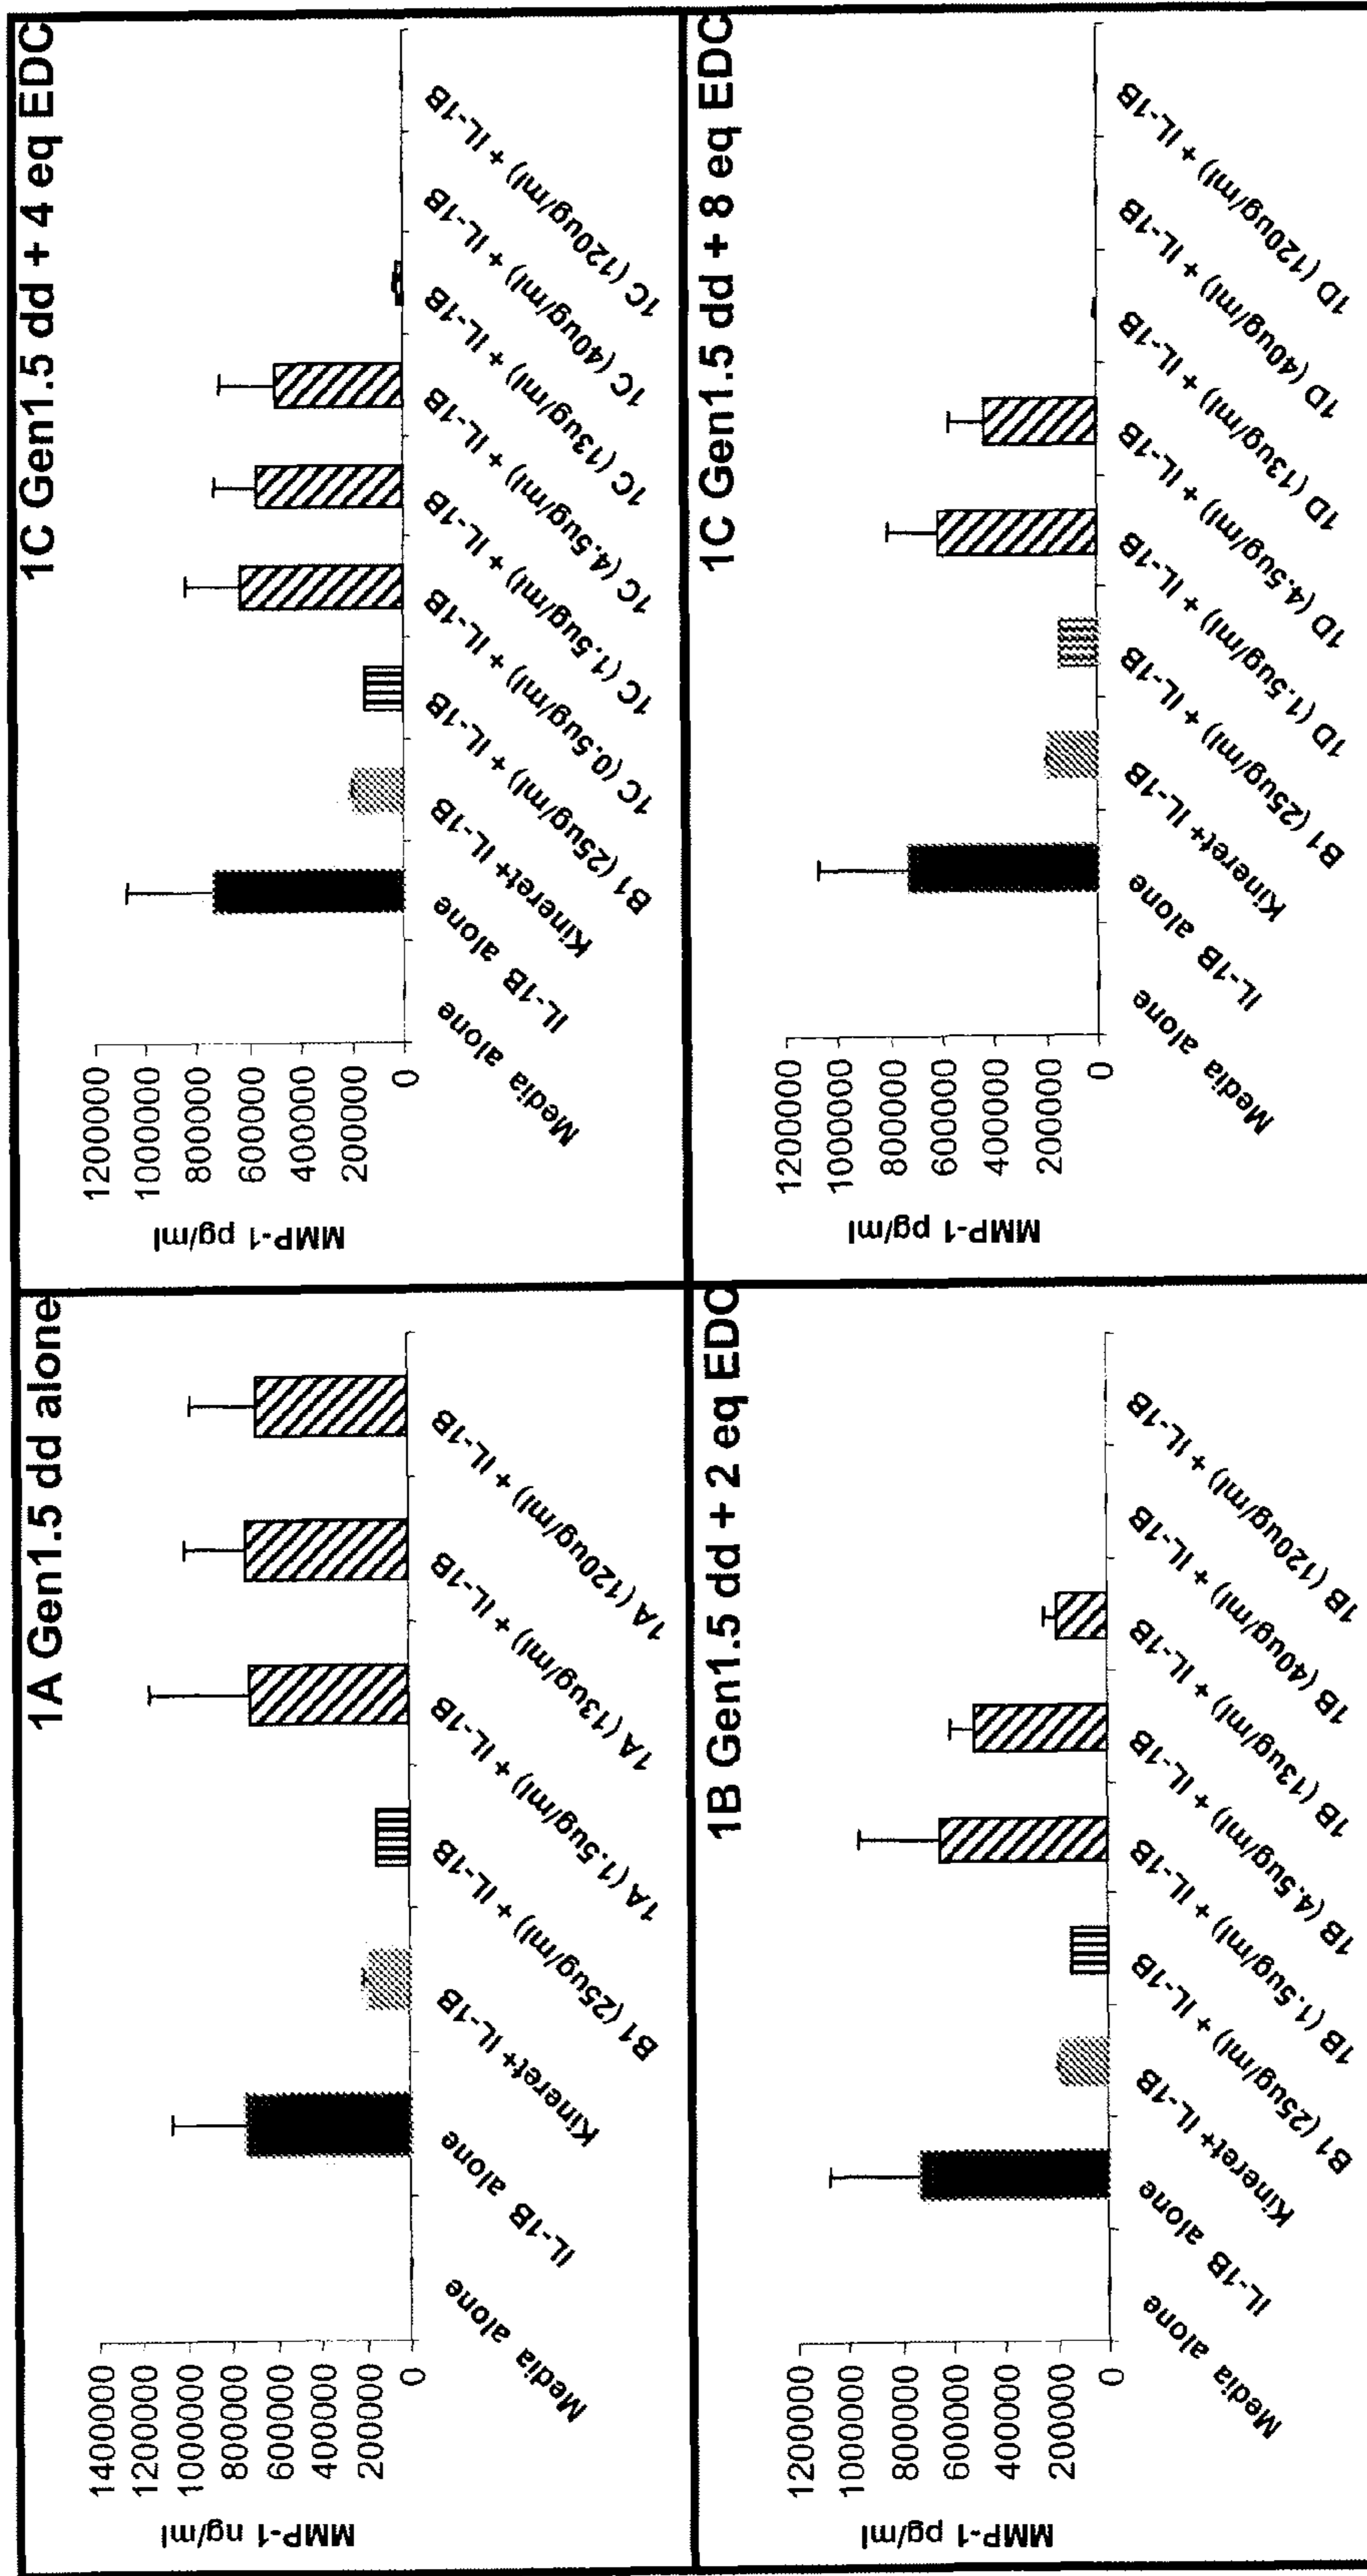 1A Gen1.5 dd alone
MMP-1 ng/ml
1400000
1200000
1000000
800000
600000
400000
200000
0
Media alone
IL-1B alone
Kineret+ IL-1B
B1 (25ug/ml) + IL-1B
1A (1.5ug/ml) + IL-1B
1A (13ug/ml) + IL-1B
1A (120ug/ml) + IL-1B
1C Gen1.5 dd + 4 eq EDC
MMP-1 pg/ml
1200000
1000000
800000
600000
400000
200000
0
Media alone
IL-1B alone
Kineret+ IL-1B
B1 (25ug/ml) + IL-1B
1C (0.5ug/ml) + IL-1B
1C (1.5ug/ml) + IL-1B
1C (4.5ug/ml) + IL-1B
1C (13ug/ml) + IL-1B
1C (40ug/ml) + IL-1B
1C (120ug/ml) + IL-1B
1B Gen1.5 dd + 2 eq EDC
MMP-1 pg/ml
1200000
1000000
800000
600000
400000
200000
0
Media alone
IL-1B alone
Kineret+ IL-1B
B1 (25ug/ml) + IL-1B
1B (1.5ug/ml) + IL-1B
1B (4.5ug/ml) + IL-1B
1B (13ug/ml) + IL-1B
1B (40ug/ml) + IL-1B
1B (120ug/ml) + IL-1B
1C Gen1.5 dd + 8 eq EDC
MMP-1 pg/ml
1200000
1000000
800000
600000
400000
200000
0
Media alone
IL-1B alone
Kineret+ IL-1B
B1 (25ug/ml) + IL-1B
1D (1.5ug/ml) + IL-1B
1D (4.5ug/ml) + IL-1B
1D (13ug/ml) + IL-1B
1D (40ug/ml) + IL-1B
1D (120ug/ml) + IL-1B